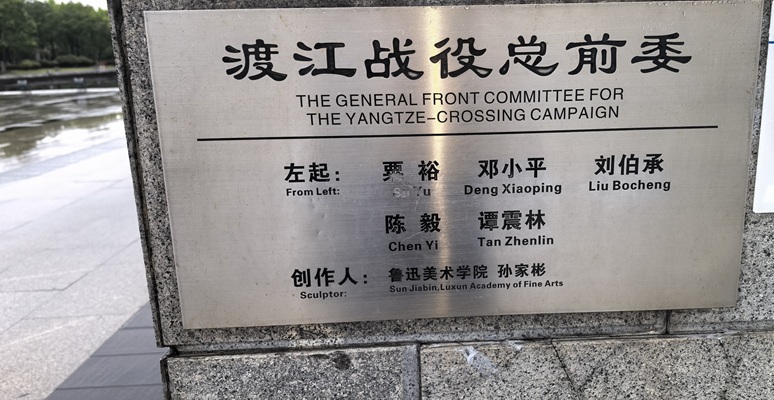 渡江战役总前委
THE GENERAL FRONT COMMITTEE FOR
THE YANGTZE-CROSSING CAMPAIGN
左起： 粟 裕 邓小平 刘伯承
From Left: Su Yu Deng Xiaoping Liu Bocheng
陈 毅 谭震林
Chen Yi Tan Zhenlin
创作人： 鲁迅美术学院 孙家彬
Sculptor: Sun Jiabin,Luxun Academy of Fine Arts